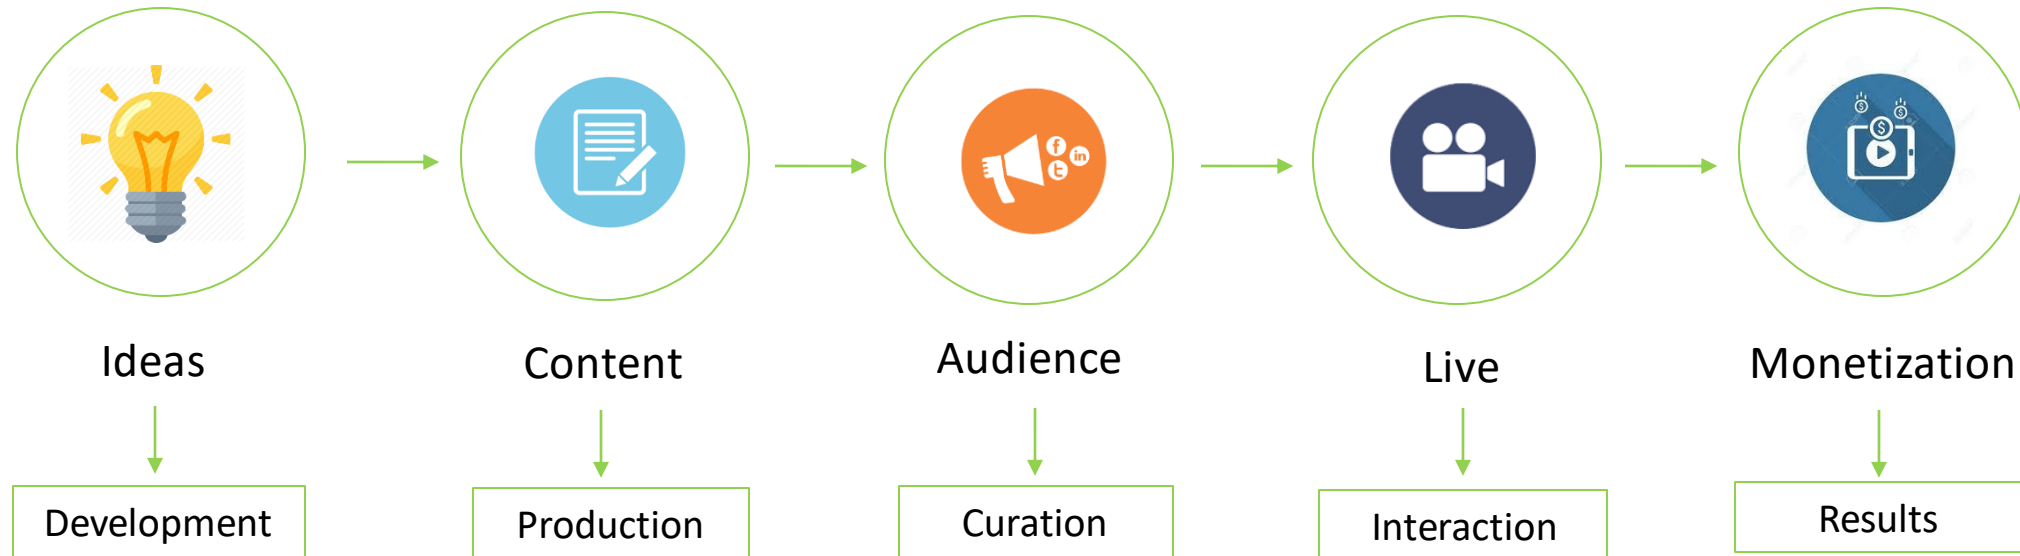 Ideas
Content
Audience
Live
Monetization
Development
Production
Curation
Interaction
Results